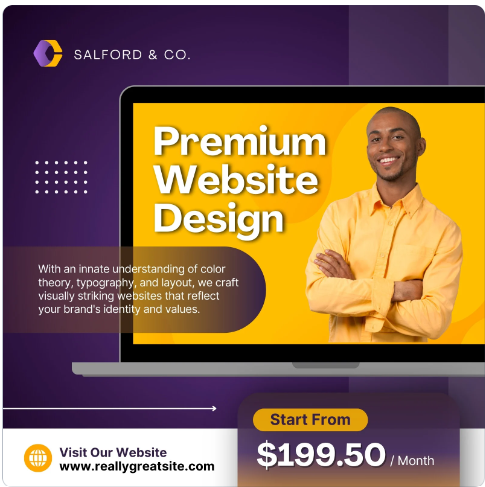 SALFORD & CO.
Premium
Website
Design
With an innate understanding of color
theory, typography, and layout, we craft
visually striking websites that reflect
your brand's identity and values.
Start From
$199.50 / Month
Visit Our Website
www.reallygreatsite.com